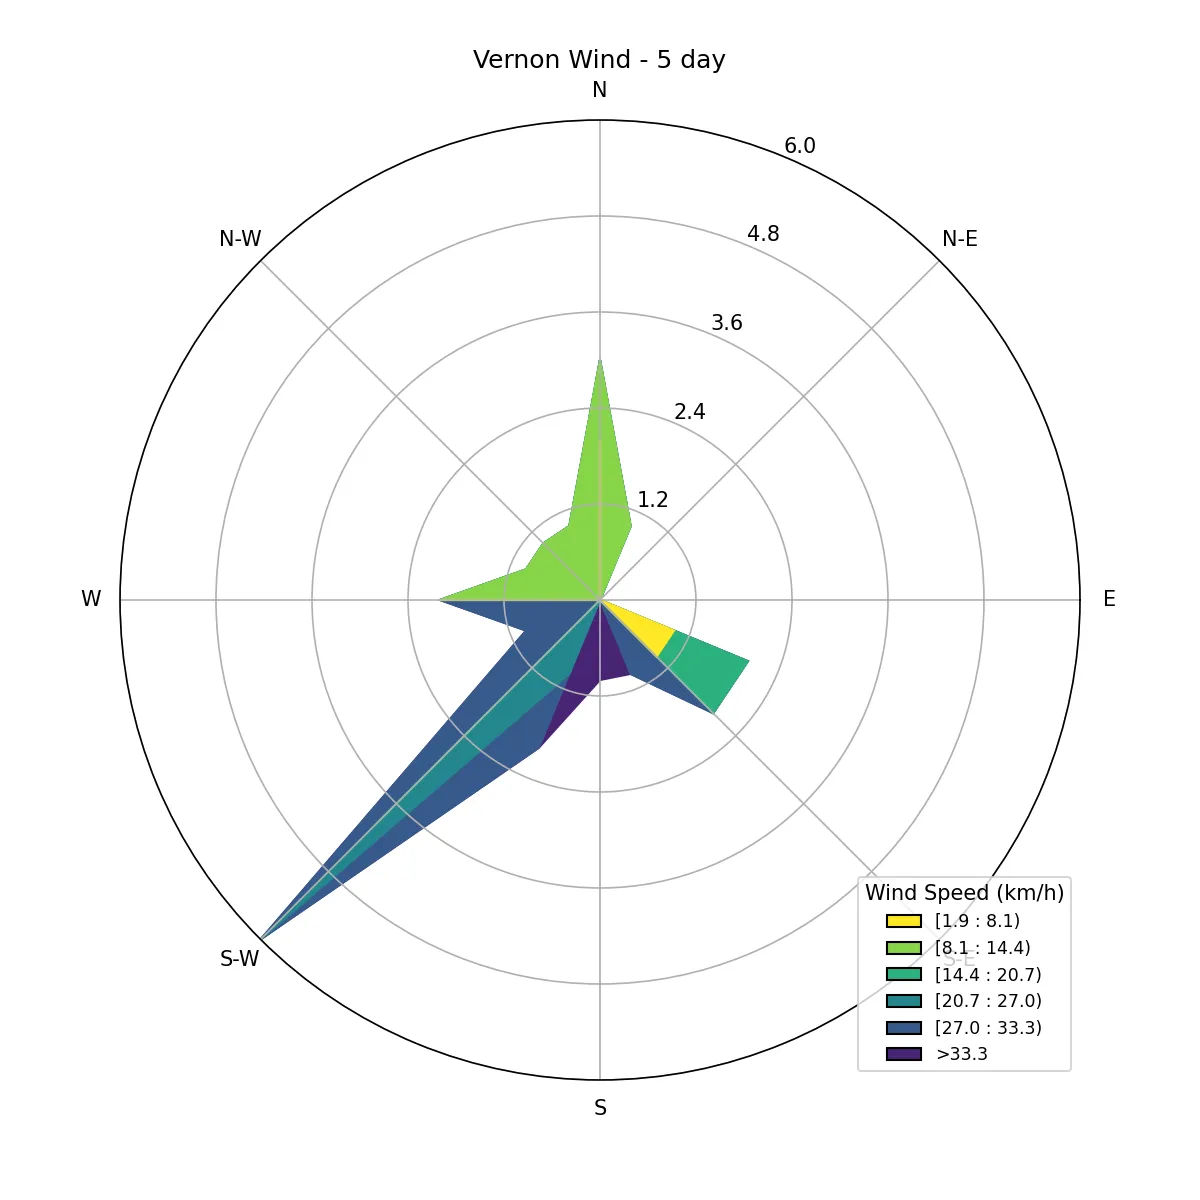 Vernon Wind - 5 day
N
6.0
N-W
4.8
N-E
3.6
2.4
1.2
W
E
S-W
S-E
S
Wind Speed (km/h)
[1.9 : 8.1)
[8.1 : 14.4)
[14.4 : 20.7)
[20.7 : 27.0)
[27.0 : 33.3)
>33.3